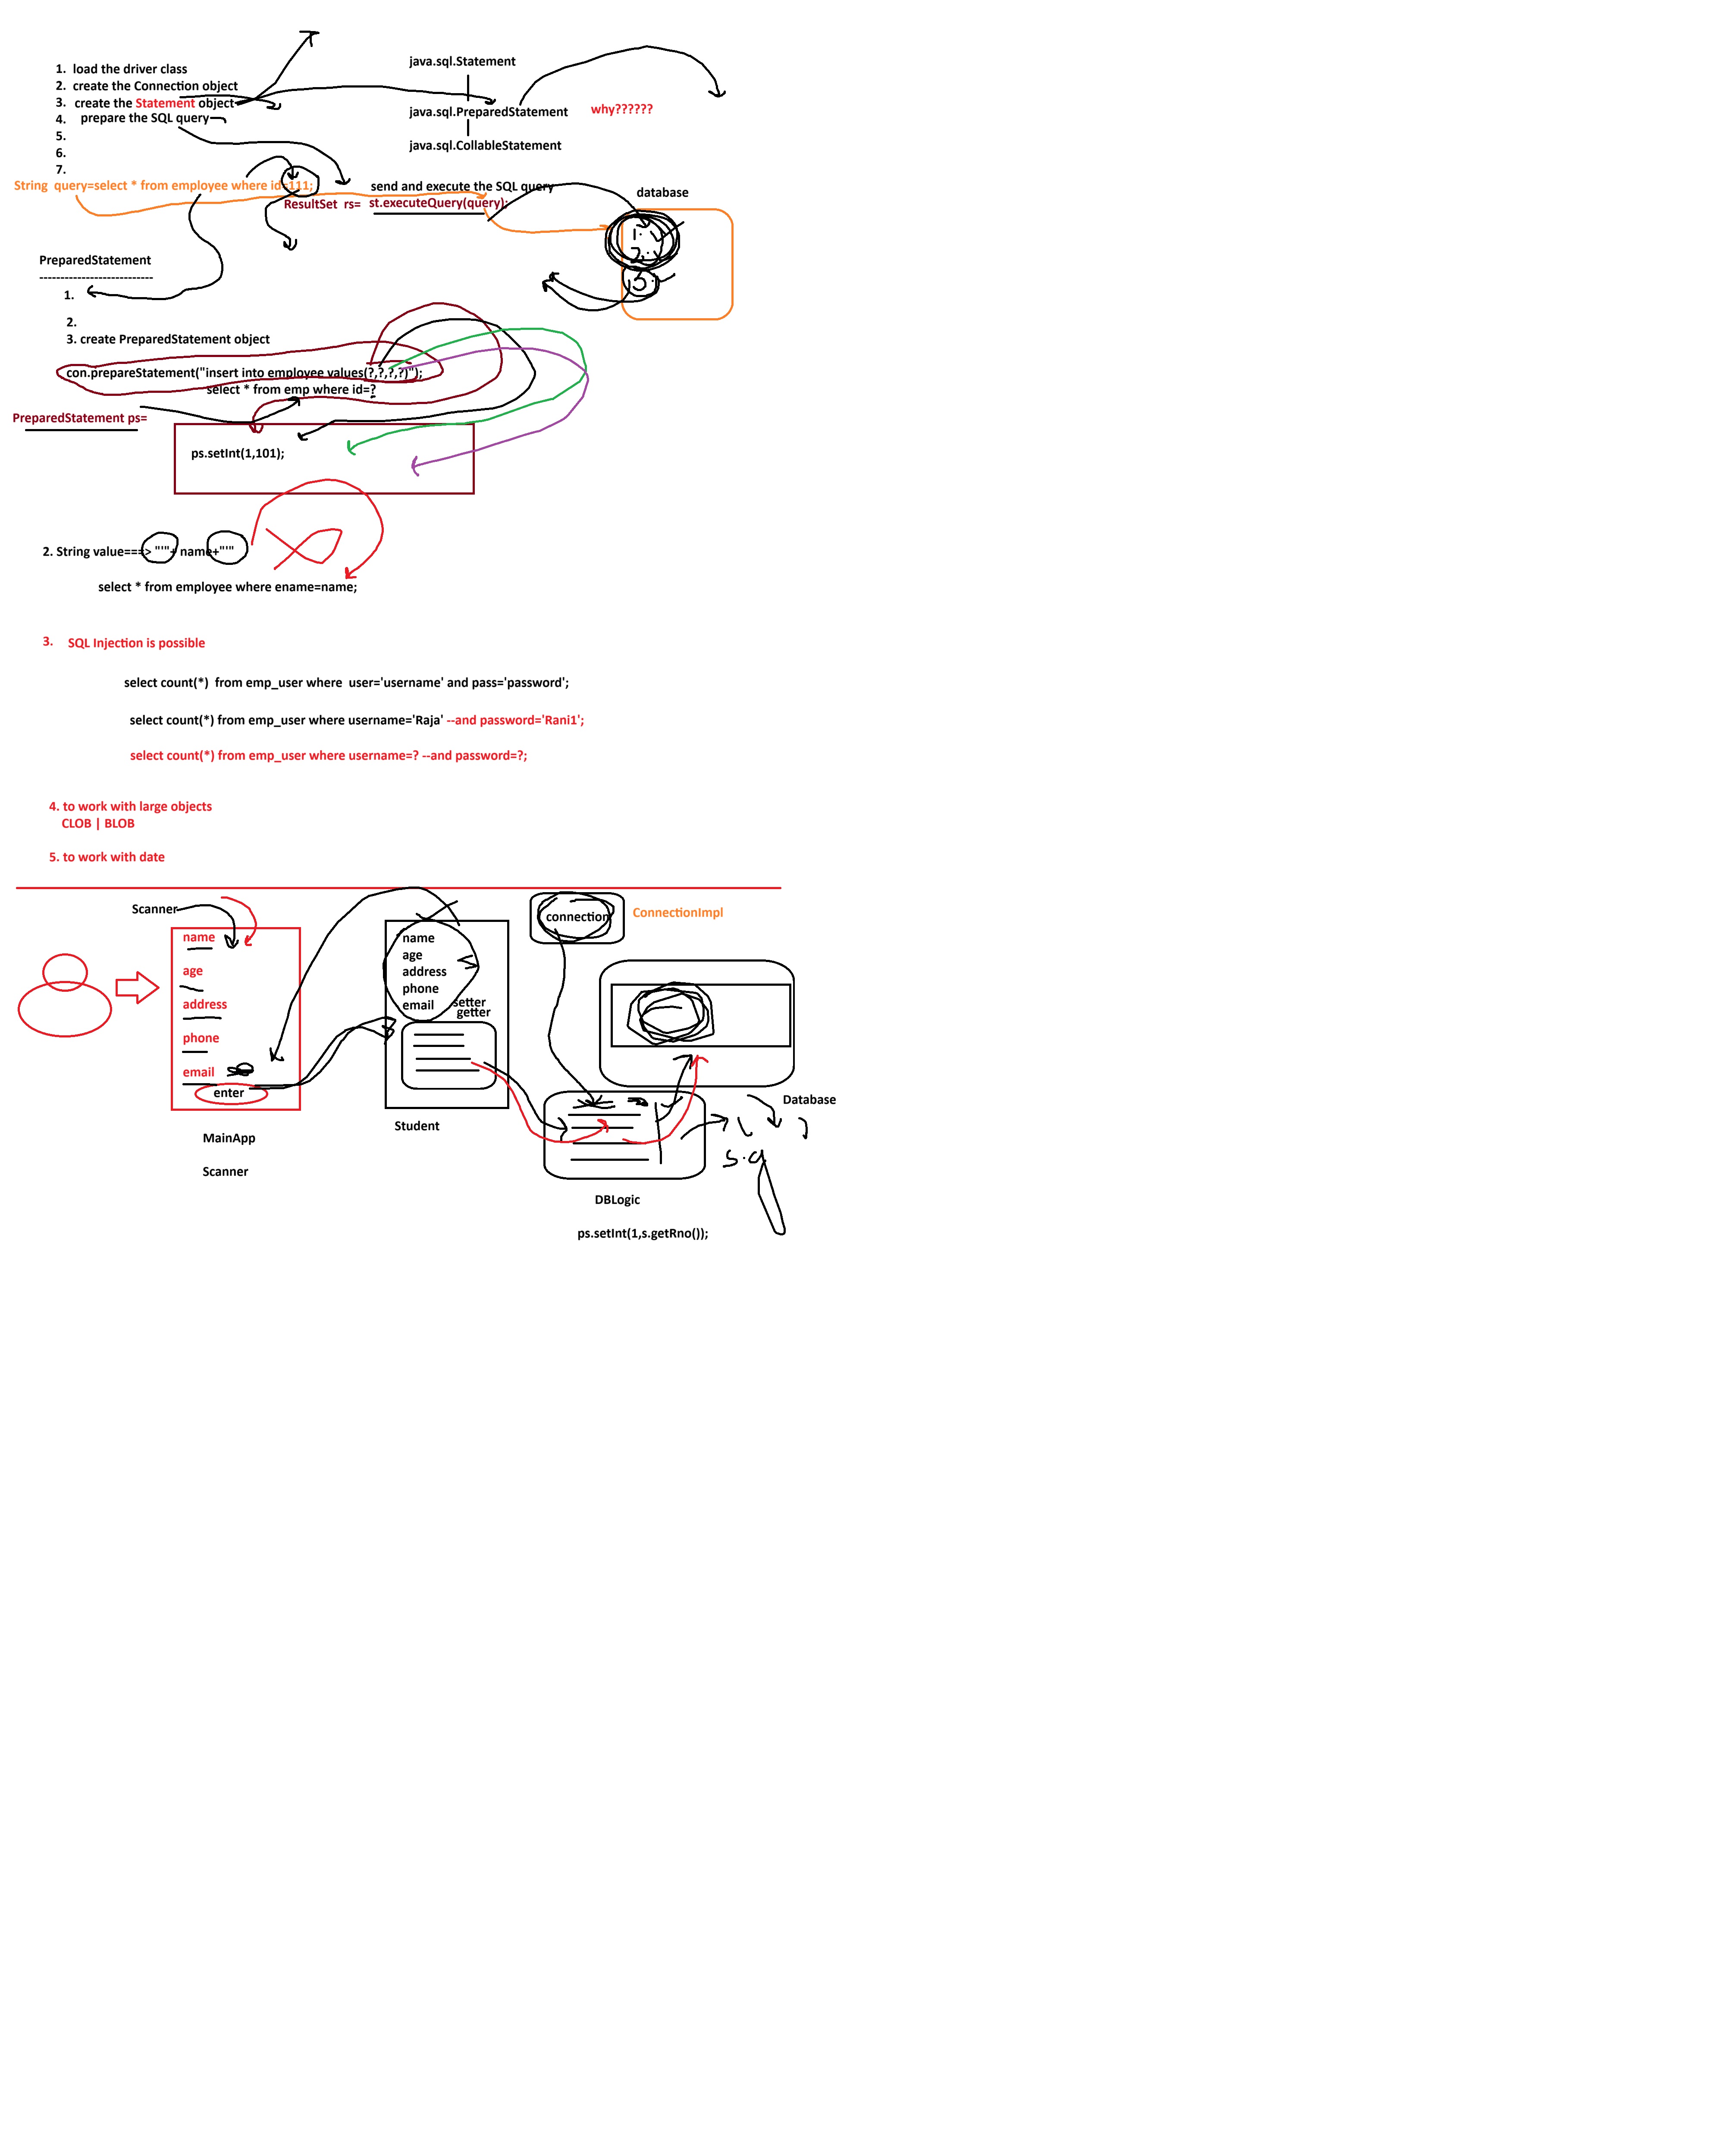 1. load the driver class
2. create the Connection object
3. create the Statement object
4. prepare the SQL query
5.
6.
7.
java.sql.Statement
java.sql.PreparedStatement why??????
java.sql.CollableStatement
String query=select * from employee where id=111;
send and execute the SQL query
ResultSet rs= st.executeQuery(query);
database
1.
2.
3.
PreparedStatement
---------------------------
1.
2.
3. create PreparedStatement object
con.prepareStatement("insert into employee values(?,?,?,?)");
select * from emp where id=?
PreparedStatement ps=
ps.setInt(1,101);
2. String value===> "'"+ name+"'"
select * from employee where ename=name;
3. SQL Injection is possible
select count(*) from emp_user where user='username' and pass='password';
select count(*) from emp_user where username='Raja' --and password='Rani1';
select count(*) from emp_user where username=? --and password=?;
4. to work with large objects
CLOB | BLOB
5. to work with date
Scanner
name
age
address
phone
email
enter
MainApp
Scanner
name
age
address
phone
email
setter
getter
Student
connection
ConnectionImpl
Database
s.g
DBLogic
ps.setInt(1,s.getRno());